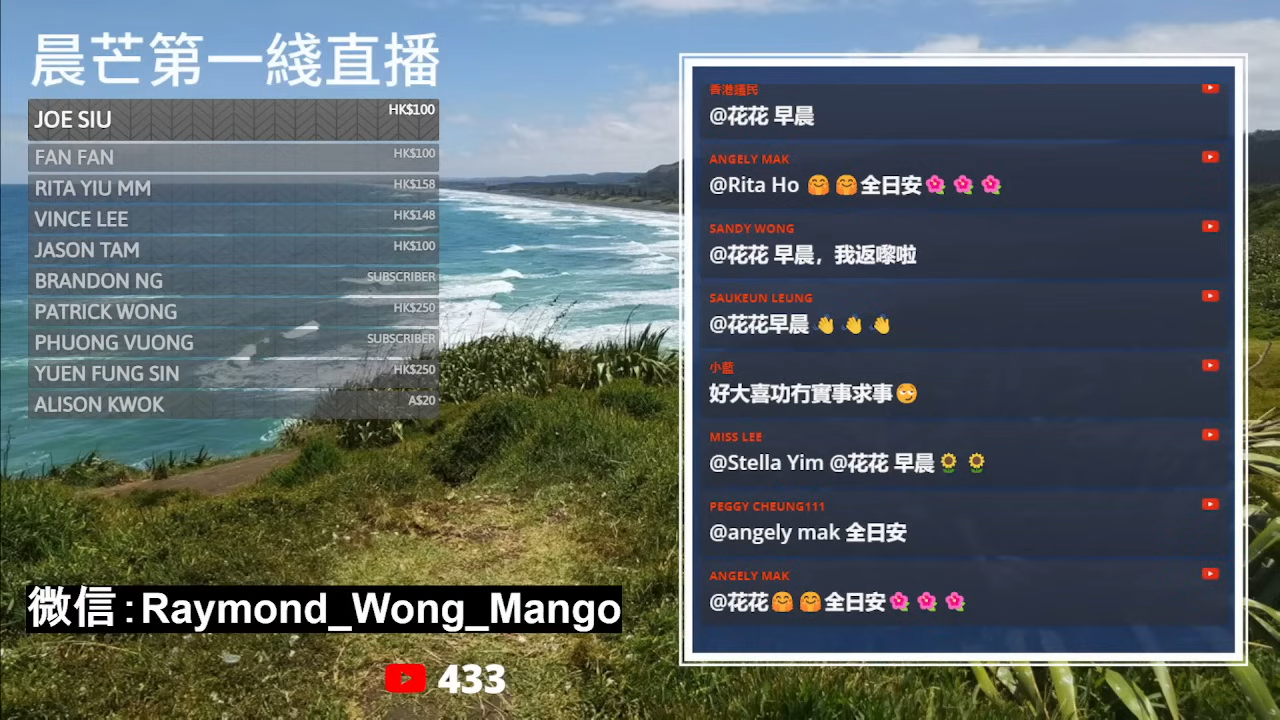 晨芒第一綫直播
JOE SIU HK$100
FAN FAN HK$100
RITA YIU MM HK$158
VINCE LEE HK$148
JASON TAM HK$100
BRANDON NG SUBSCRIBER
PATRICK WONG HK$250
PHUONG VUONG SUBSCRIBER
YUEN FUNG SIN HK$250
ALISON KWOK A$20
微信:Raymond_Wong_Mango
433
香港護民
@花花 早晨
ANGELY MAK
@Rita Ho 🤗 🤗 全日安🌺 🌺 🌺
SANDY WONG
@花花 早晨，我返嚟啦
SAUKEUN LEUNG
@花花早晨 👋 👋 👋
小藍
好大喜功冇實事求事🙄
MISS LEE
@Stella Yim @花花 早晨🌻 🌻
PEGGY CHEUNG111
@angely mak 全日安
ANGELY MAK
@花花🤗 🤗 全日安🌺 🌺 🌺